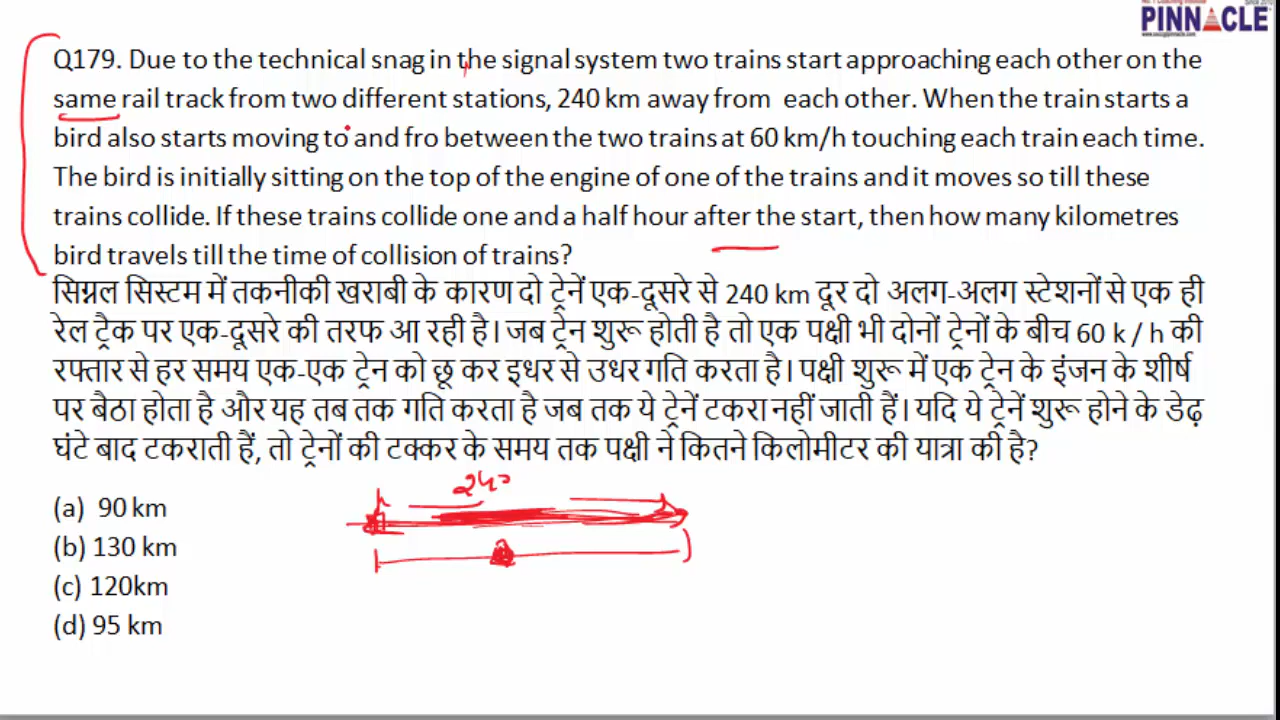 PINNACLE
Q179. Due to the technical snag in the signal system two trains start approaching each other on the
same rail track from two different stations, 240 km away from each other. When the train starts a
bird also starts moving to and fro between the two trains at 60 km/h touching each train each time.
The bird is initially sitting on the top of the engine of one of the trains and it moves so till these
trains collide. If these trains collide one and a half hour after the start, then how many kilometres
bird travels till the time of collision of trains?
सिग्नल सिस्टम में तकनीकी खराबी के कारण दो ट्रेनें एक-दूसरे से 240 km दूर दो अलग-अलग स्टेशनों से एक ही
रेल ट्रैक पर एक-दूसरे की तरफ आ रही है। जब ट्रेन शुरू होती है तो एक पक्षी भी दोनों ट्रेनों के बीच 60 k / h की
रफ्तार से हर समय एक-एक ट्रेन को छू कर इधर से उधर गति करता है। पक्षी शुरू में एक ट्रेन के इंजन के शीर्ष
पर बैठा होता है और यह तब तक गति करता है जब तक ये ट्रेनें टकरा नहीं जाती हैं। यदि ये ट्रेनें शुरू होने के डेढ़
घंटे बाद टकराती हैं, तो ट्रेनों की टक्कर के समय तक पक्षी ने कितने किलोमीटर की यात्रा की है?
240
(a) 90 km
(b) 130 km
(c) 120km
(d) 95 km